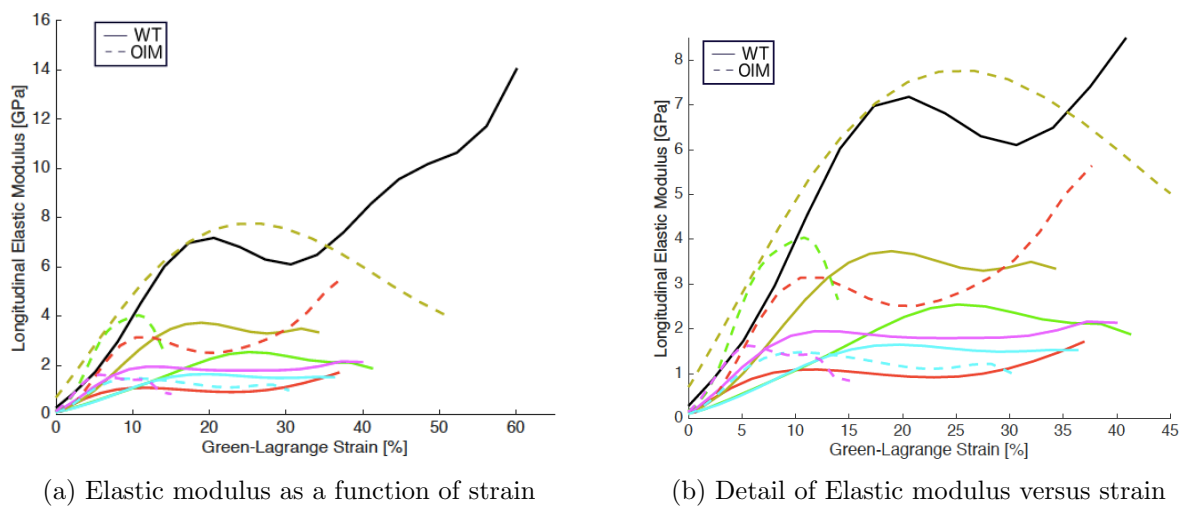 16
14
12
10
8
6
4
2
0
Longitudinal Elastic Modulus [GPa]
WT
OIM
0 10 20 30 40 50 60
Green-Lagrange Strain [%]
(a) Elastic modulus as a function of strain
8
7
6
5
4
3
2
1
0
Longitudinal Elastic Modulus [GPa]
WT
OIM
0 5 10 15 20 25 30 35 40 45
Green-Lagrange Strain [%]
(b) Detail of Elastic modulus versus strain